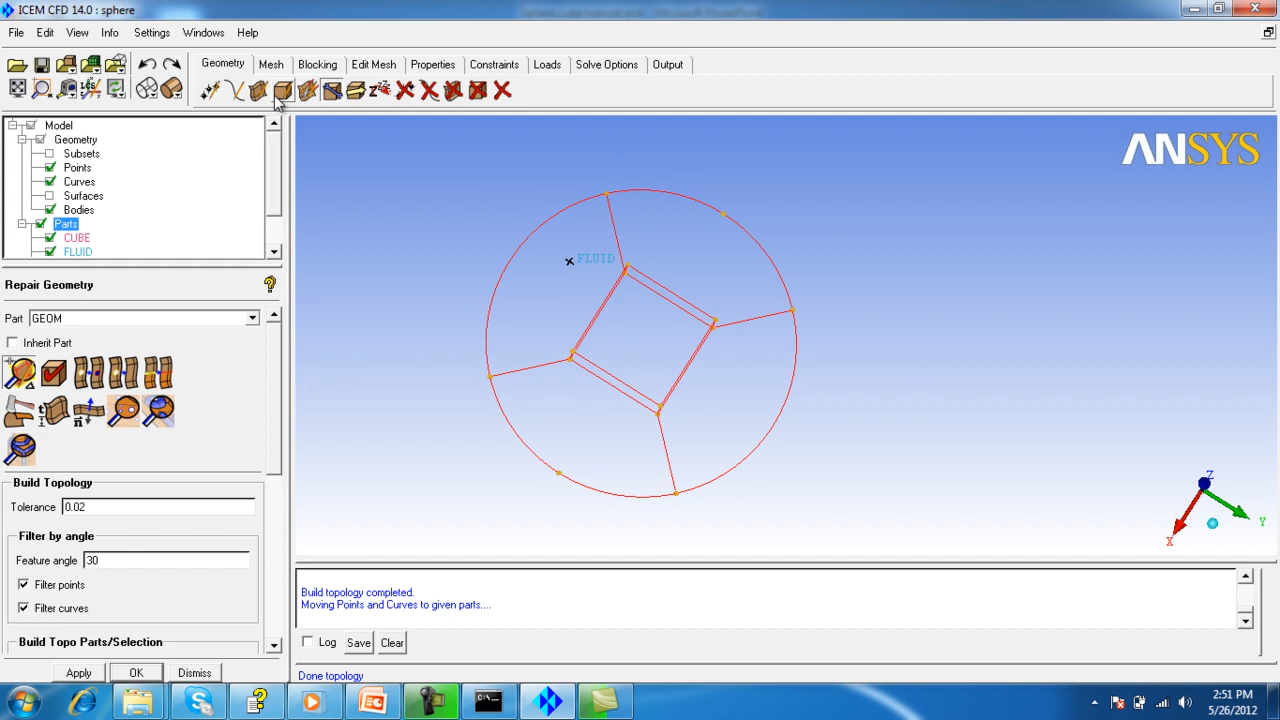 ICEM CFD 14.0 : sphere
File Edit View Info Settings Windows Help
Geometry Mesh Blocking Edit Mesh Properties Constraints Loads Solve Options Output
Model
Geometry
Subsets
Points
Curves
Surfaces
Bodies
Parts
CUBE
FLUID
Repair Geometry
Part GEOM
Inherit Part
Build Topology
Tolerance 0.02
Filter by angle
Feature angle 30
Filter points
Filter curves
Build Topo Parts/Selection
Apply OK Dismiss
ANSYS
FLUID
Z
Y
X
Build topology completed.
Moving Points and Curves to given parts....
Log Save Clear
Done topology
2:51 PM
5/26/2012